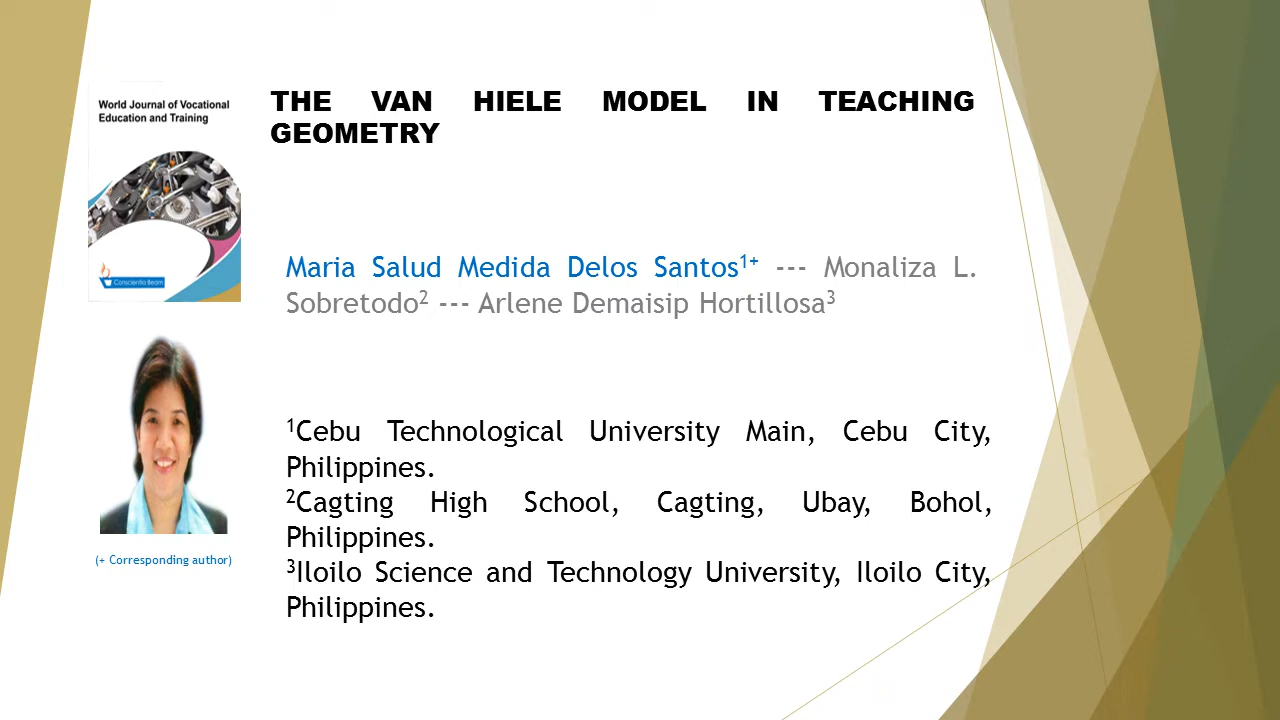 World Journal of Vocational
Education and Training
Conscientia Beam
THE VAN HIELE MODEL IN TEACHING
GEOMETRY
Maria Salud Medida Delos Santos¹⁺ --- Monaliza L.
Sobretodo² --- Arlene Demaisip Hortillosa³
(+ Corresponding author)
¹Cebu Technological University Main, Cebu City,
Philippines.
²Cagting High School, Cagting, Ubay, Bohol,
Philippines.
³Iloilo Science and Technology University, Iloilo City,
Philippines.